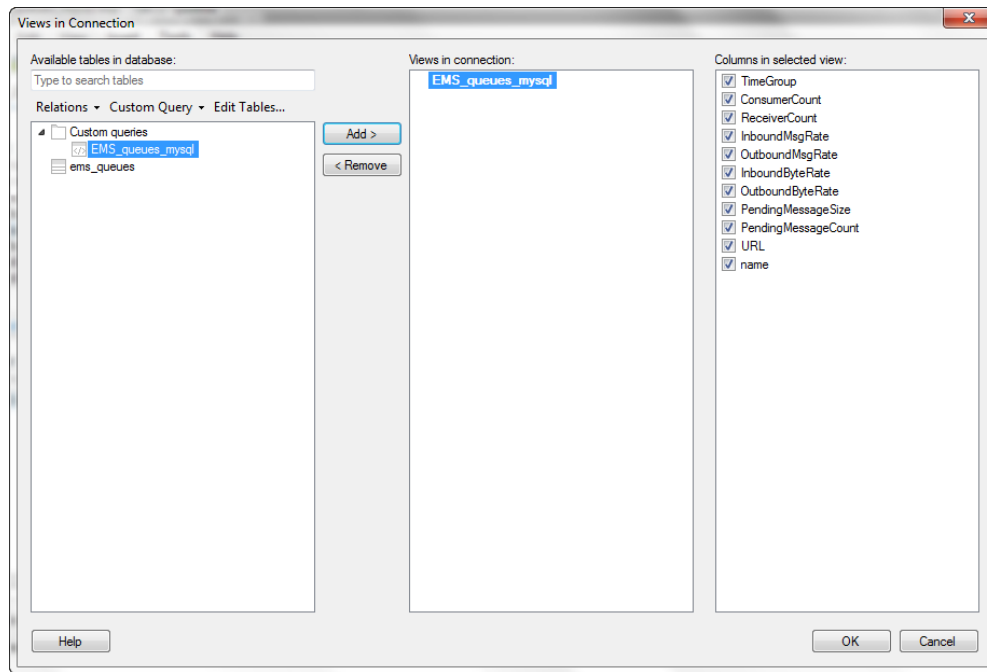 Views in Connection
Available tables in database:
Type to search tables
Relations Custom Query Edit Tables...
Custom queries
EMS_queues_mysql
ems_queues
Add >
< Remove
Views in connection:
EMS_queues_mysql
Columns in selected view:
TimeGroup
ConsumerCount
ReceiverCount
InboundMsgRate
OutboundMsgRate
InboundByteRate
OutboundByteRate
PendingMessageSize
PendingMessageCount
URL
name
Help
OK
Cancel